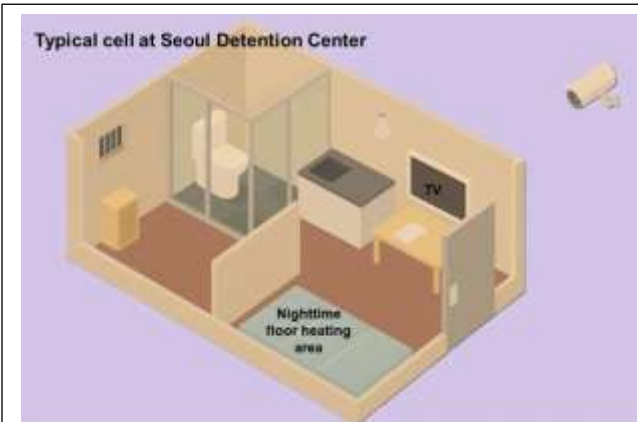 Typical cell at Seoul Detention Center
TV
Nighttime
floor heating
area